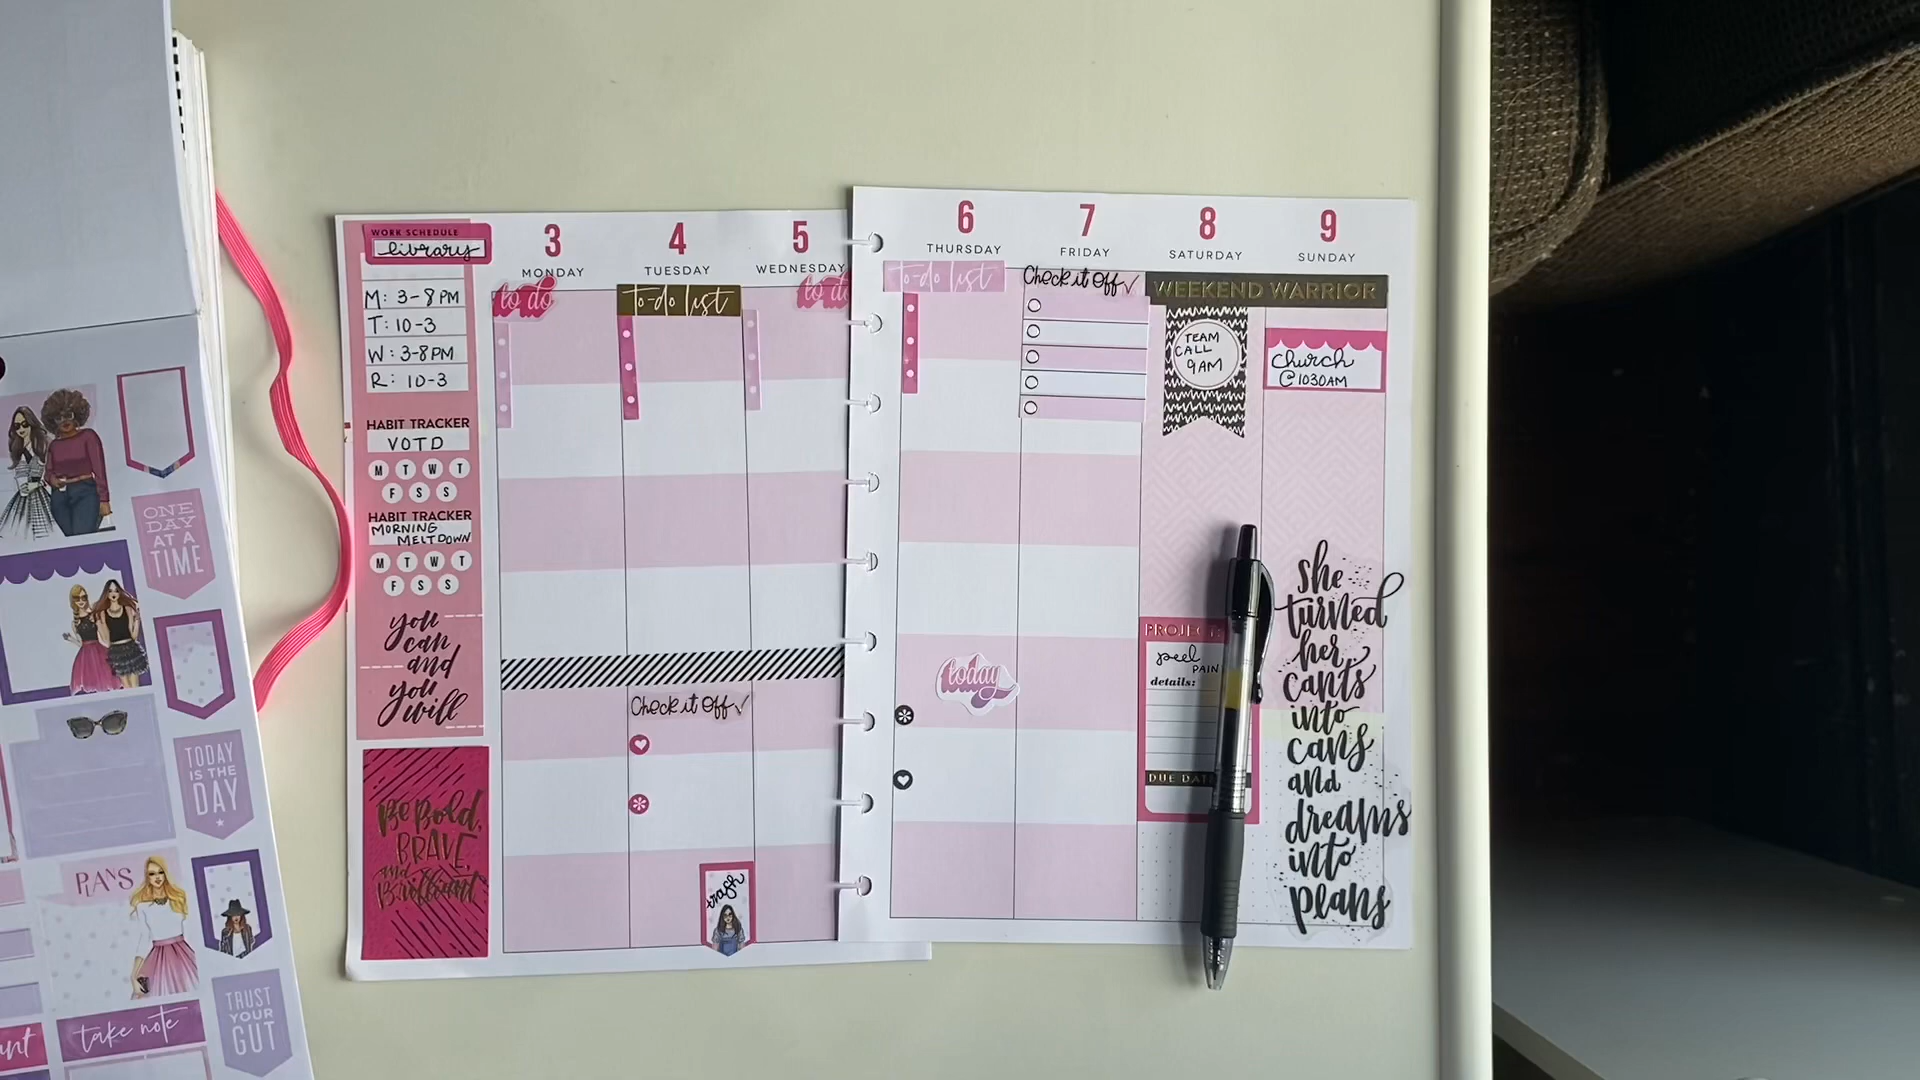 WORK SCHEDULE
library
M: 3-8PM
T: 10-3
W: 3-8PM
R: 10-3
HABIT TRACKER
VOTD
M T W T
F S S
HABIT TRACKER
MORNING
MELTDOWN
M T W T
F S S
you
can
and
you
will
Be Bold,
BRAVE
and
Brilliant
3
MONDAY
to do
4
TUESDAY
to-do list
Check it Off ✓
trash
5
WEDNESDAY
to do
6
THURSDAY
to-do list
today
7
FRIDAY
Check it Off ✓
8
SATURDAY
9
SUNDAY
WEEKEND WARRIOR
TEAM
CALL
9AM
church
@ 1030AM
PROJECT
peel
PAIN
details:
DUE DATE
she
turned
her
cants
into
cans
and
dreams
into
plans
ONE
DAY
AT A
TIME
TODAY
IS THE
DAY
PLANS
take note
TRUST
YOUR
GUT